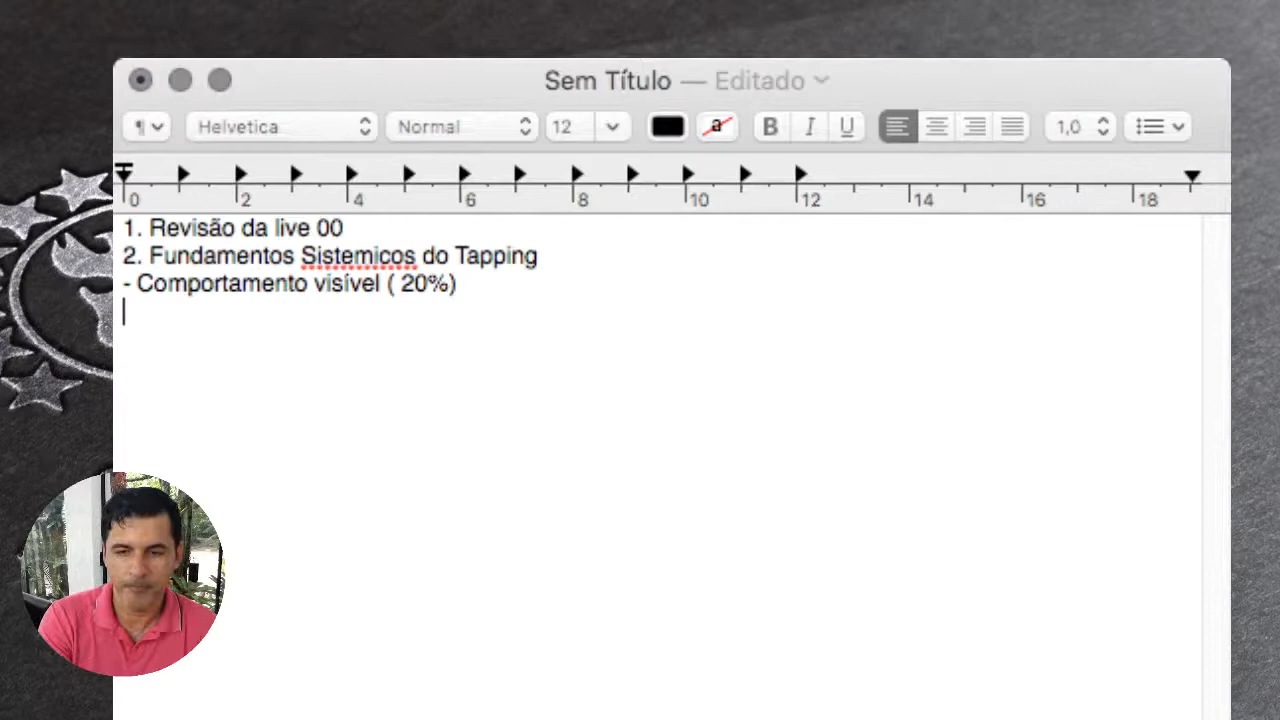 Sem Título — Editado
¶ Helvetica Normal 12 a B I U 1,0
0 2 4 6 8 10 12 14 16 18
1. Revisão da live 00
2. Fundamentos Sistemicos do Tapping
- Comportamento visível ( 20%)